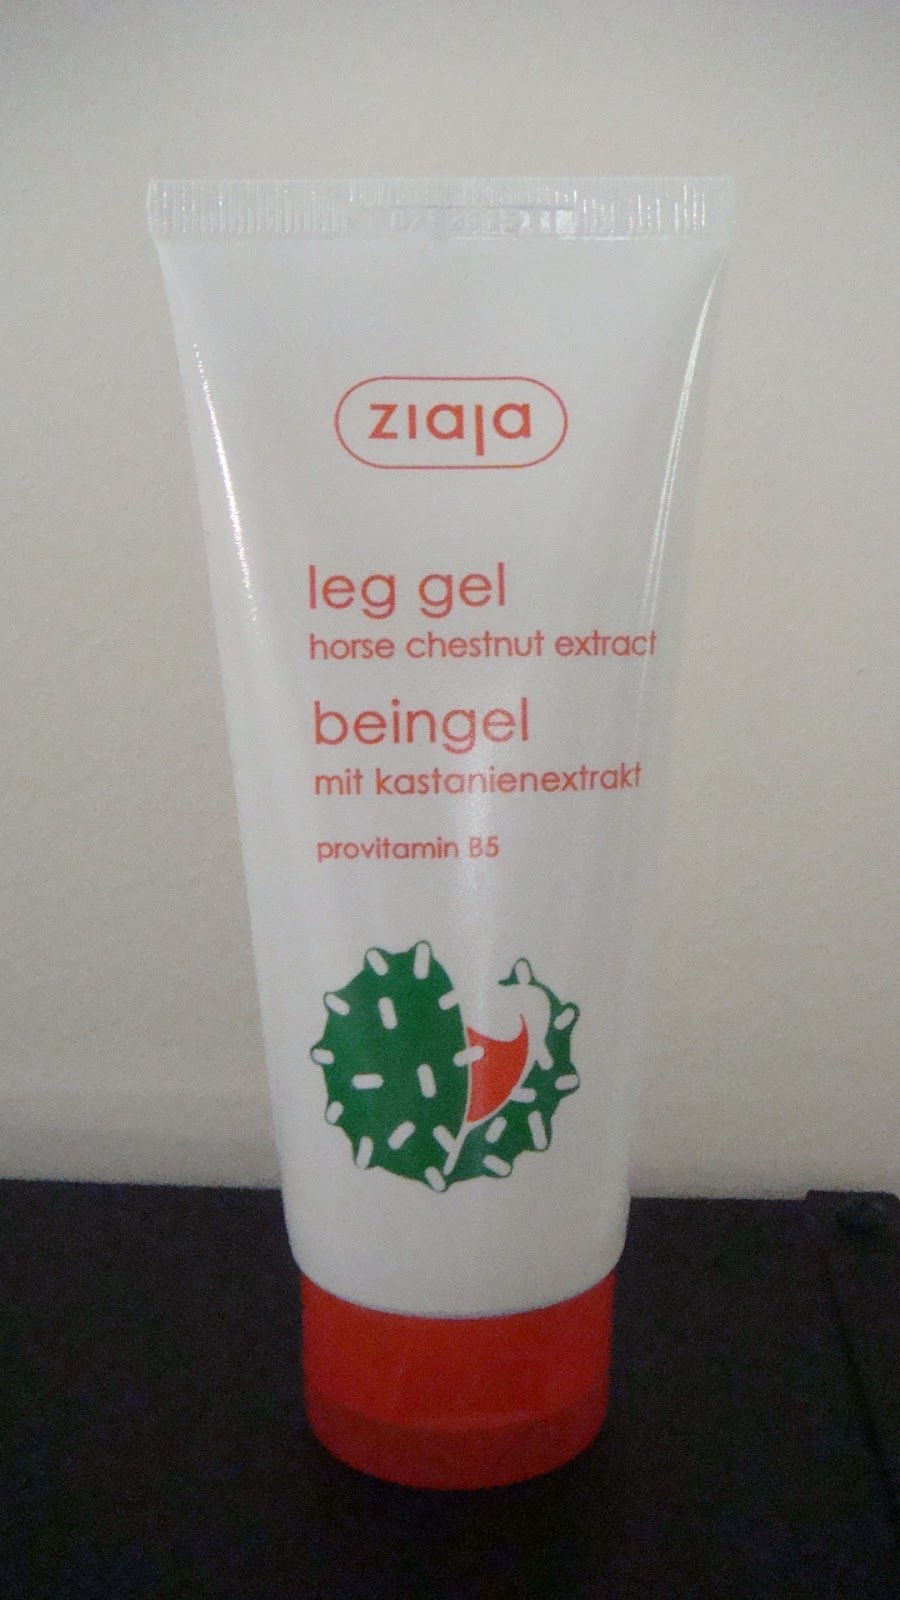 ziaja
leg gel
horse chestnut extract
beingel
mit kastanienextrakt
provitamin B5